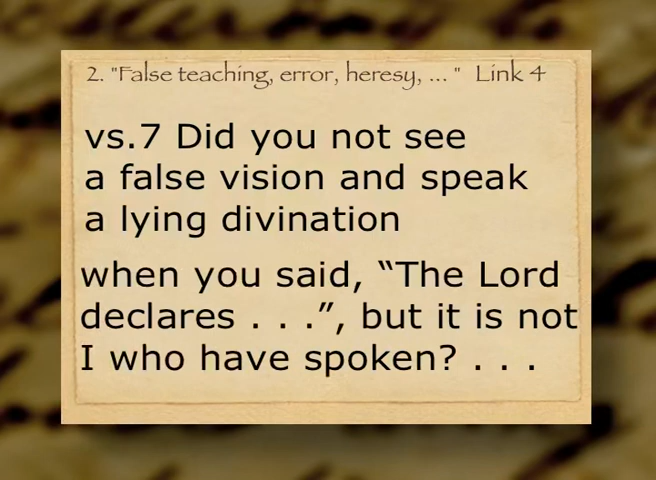 2. "False teaching, error, heresy, ... " Link 4
vs.7 Did you not see
a false vision and speak
a lying divination
when you said, “The Lord
declares . . .”, but it is not
I who have spoken? . . .